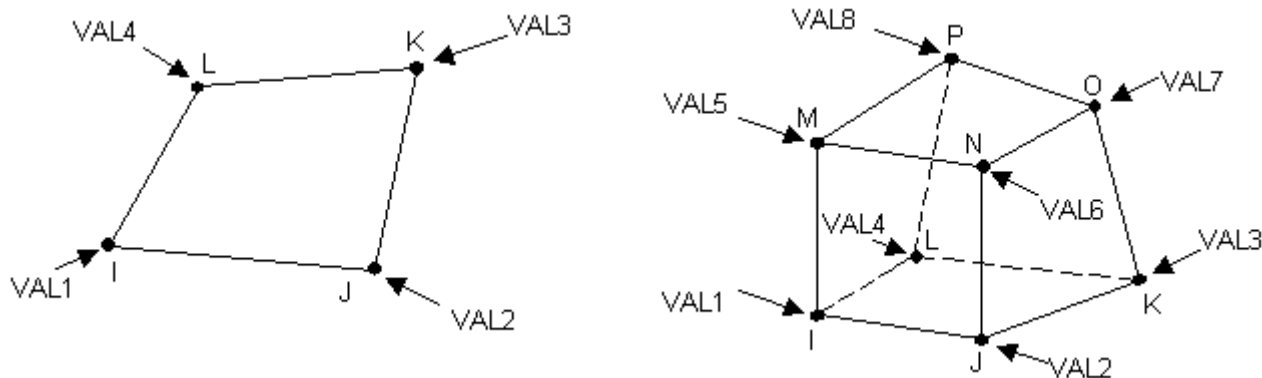 VAL4
L
K
VAL3
VAL1
I
J
VAL2
VAL8
P
VAL5
M
N
O
VAL7
VAL6
VAL4
L
VAL3
VAL1
I
J
K
VAL2